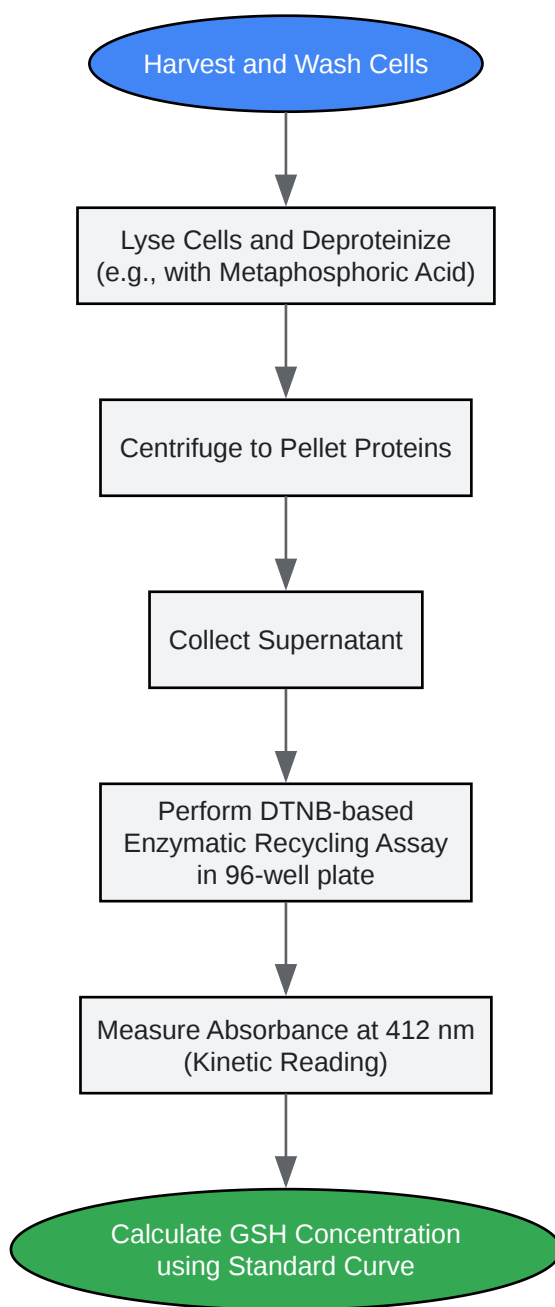 Harvest and Wash Cells
Lyse Cells and Deproteinize
(e.g., with Metaphosphoric Acid)
Centrifuge to Pellet Proteins
Collect Supernatant
Perform DTNB-based
Enzymatic Recycling Assay
in 96-well plate
Measure Absorbance at 412 nm
(Kinetic Reading)
Calculate GSH Concentration
using Standard Curve